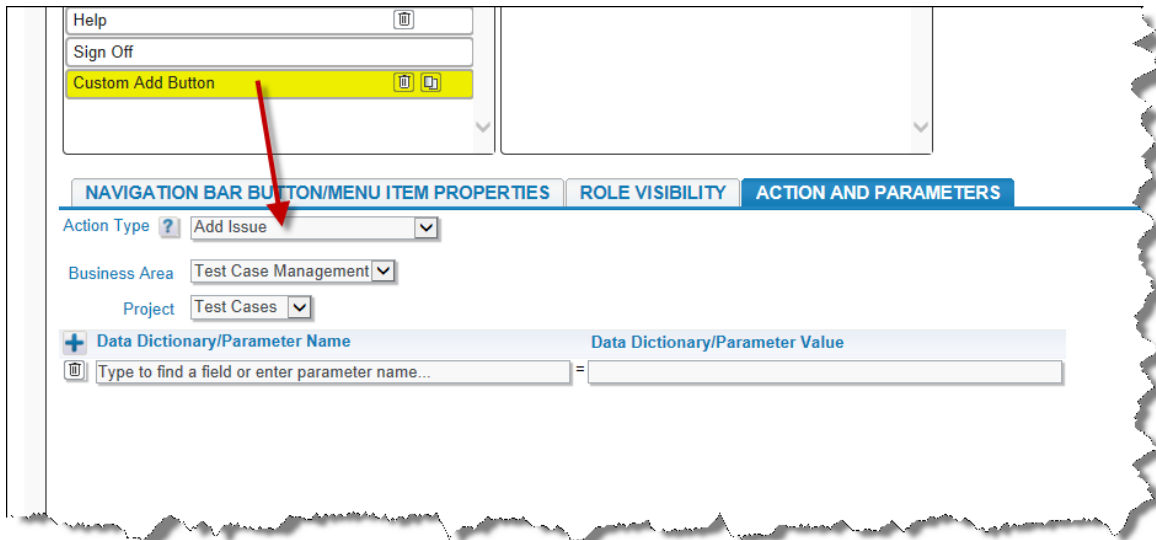 Help
Sign Off
Custom Add Button
NAVIGATION BAR BUTTON/MENU ITEM PROPERTIES ROLE VISIBILITY ACTION AND PARAMETERS
Action Type ? Add Issue
Business Area Test Case Management
Project Test Cases
Data Dictionary/Parameter Name Data Dictionary/Parameter Value
Type to find a field or enter parameter name... =